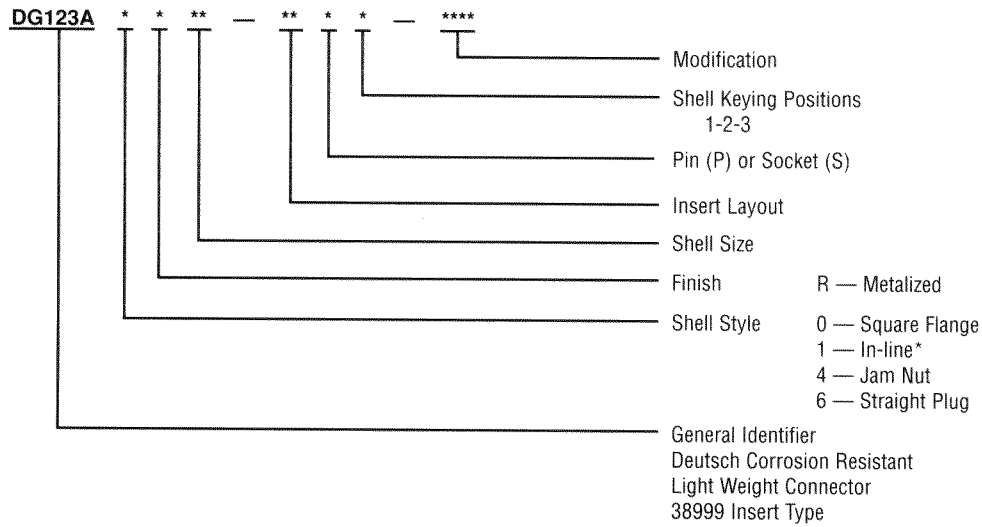 DG123A * * ** — ** * * — ****
Modification
Shell Keying Positions
1-2-3
Pin (P) or Socket (S)
Insert Layout
Shell Size
Finish R — Metalized
Shell Style 0 — Square Flange
1 — In-line*
4 — Jam Nut
6 — Straight Plug
General Identifier
Deutsch Corrosion Resistant
Light Weight Connector
38999 Insert Type